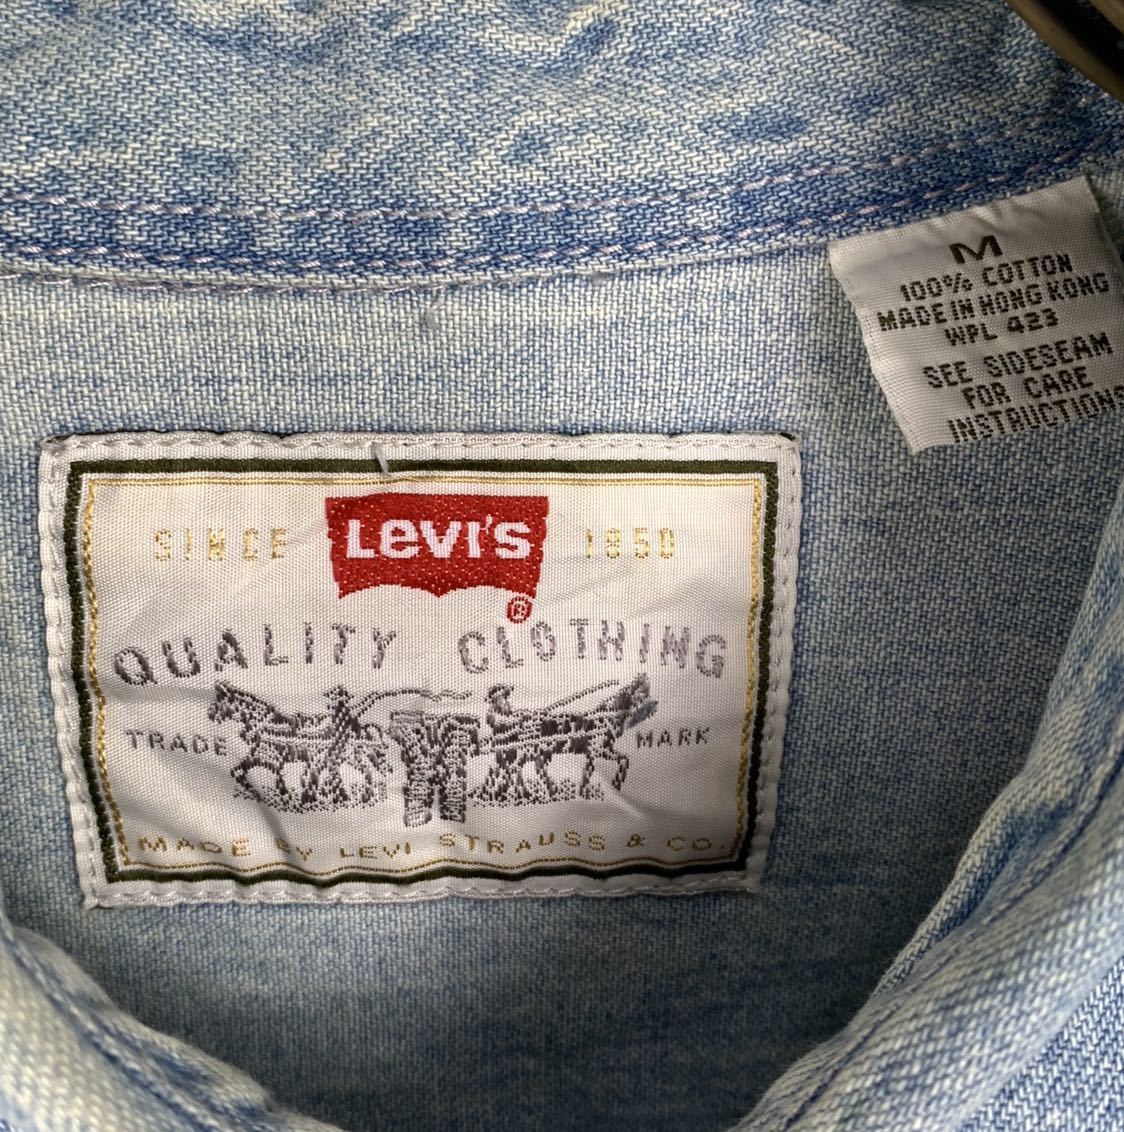 M
100% COTTON
MADE IN HONG KONG
WPL 423
SEE SIDESEAM
FOR CARE
INSTRUCTIONS
SINCE LEVI'S 1850
®
QUALITY CLOTHING
TRADE MARK
MADE BY LEVI STRAUSS & CO.